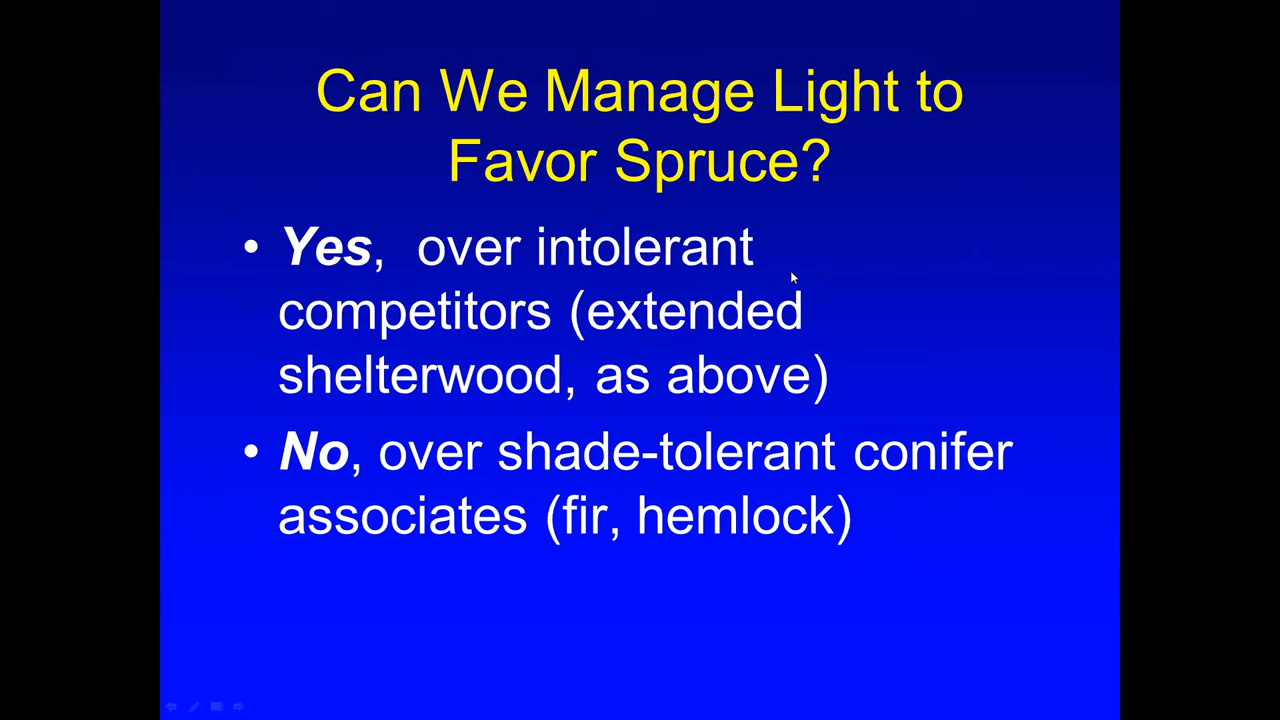 Can We Manage Light to
Favor Spruce?
• Yes,  over intolerant
competitors (extended
shelterwood, as above)
• No, over shade-tolerant conifer
associates (fir, hemlock)